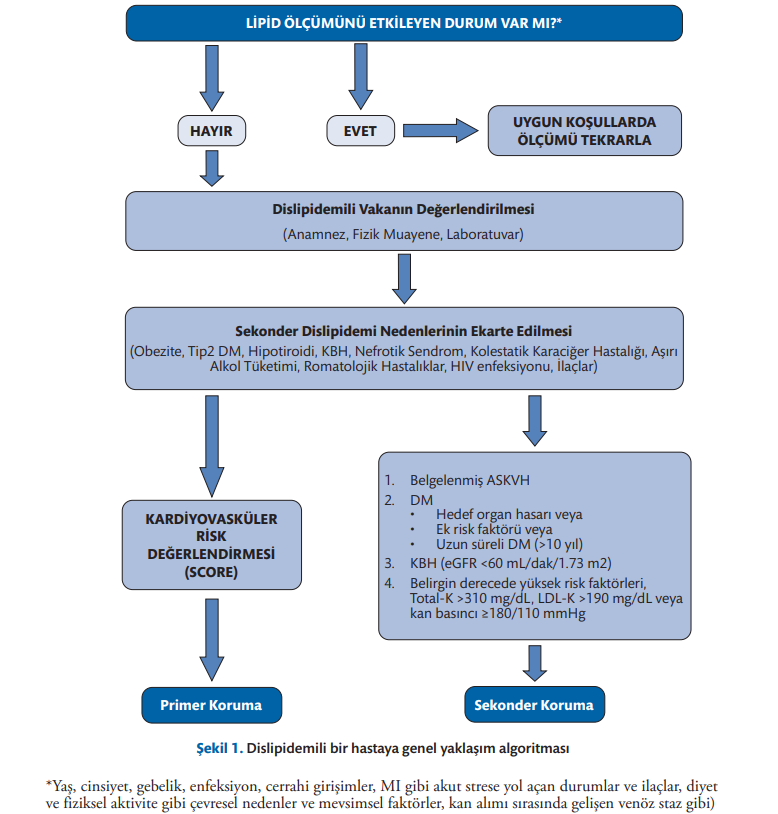 LİPİD ÖLÇÜMÜNÜ ETKİLEYEN DURUM VAR MI?*
HAYIR
EVET
UYGUN KOŞULLARDA
ÖLÇÜMÜ TEKRARLA
Dislipidemili Vakanın Değerlendirilmesi
(Anamnez, Fizik Muayene, Laboratuvar)
Sekonder Dislipidemi Nedenlerinin Ekarte Edilmesi
(Obezite, Tip2 DM, Hipotiroidi, KBH, Nefrotik Sendrom, Kolestatik Karaciğer Hastalığı, Aşırı
Alkol Tüketimi, Romatolojik Hastalıklar, HIV enfeksiyonu, İlaçlar)
KARDİYOVASKÜLER
RİSK
DEĞERLENDİRMESİ
(SCORE)
1. Belgelenmiş ASKVH
2. DM
• Hedef organ hasarı veya
• Ek risk faktörü veya
• Uzun süreli DM (>10 yıl)
3. KBH (eGFR <60 mL/dak/1.73 m2)
4. Belirgin derecede yüksek risk faktörleri,
Total-K >310 mg/dL, LDL-K >190 mg/dL veya
kan basıncı ≥180/110 mmHg
Primer Koruma
Sekonder Koruma
Şekil 1. Dislipidemili bir hastaya genel yaklaşım algoritması
*Yaş, cinsiyet, gebelik, enfeksiyon, cerrahi girişimler, MI gibi akut strese yol açan durumlar ve ilaçlar, diyet
ve fiziksel aktivite gibi çevresel nedenler ve mevsimsel faktörler, kan alımı sırasında gelişen venöz staz gibi)